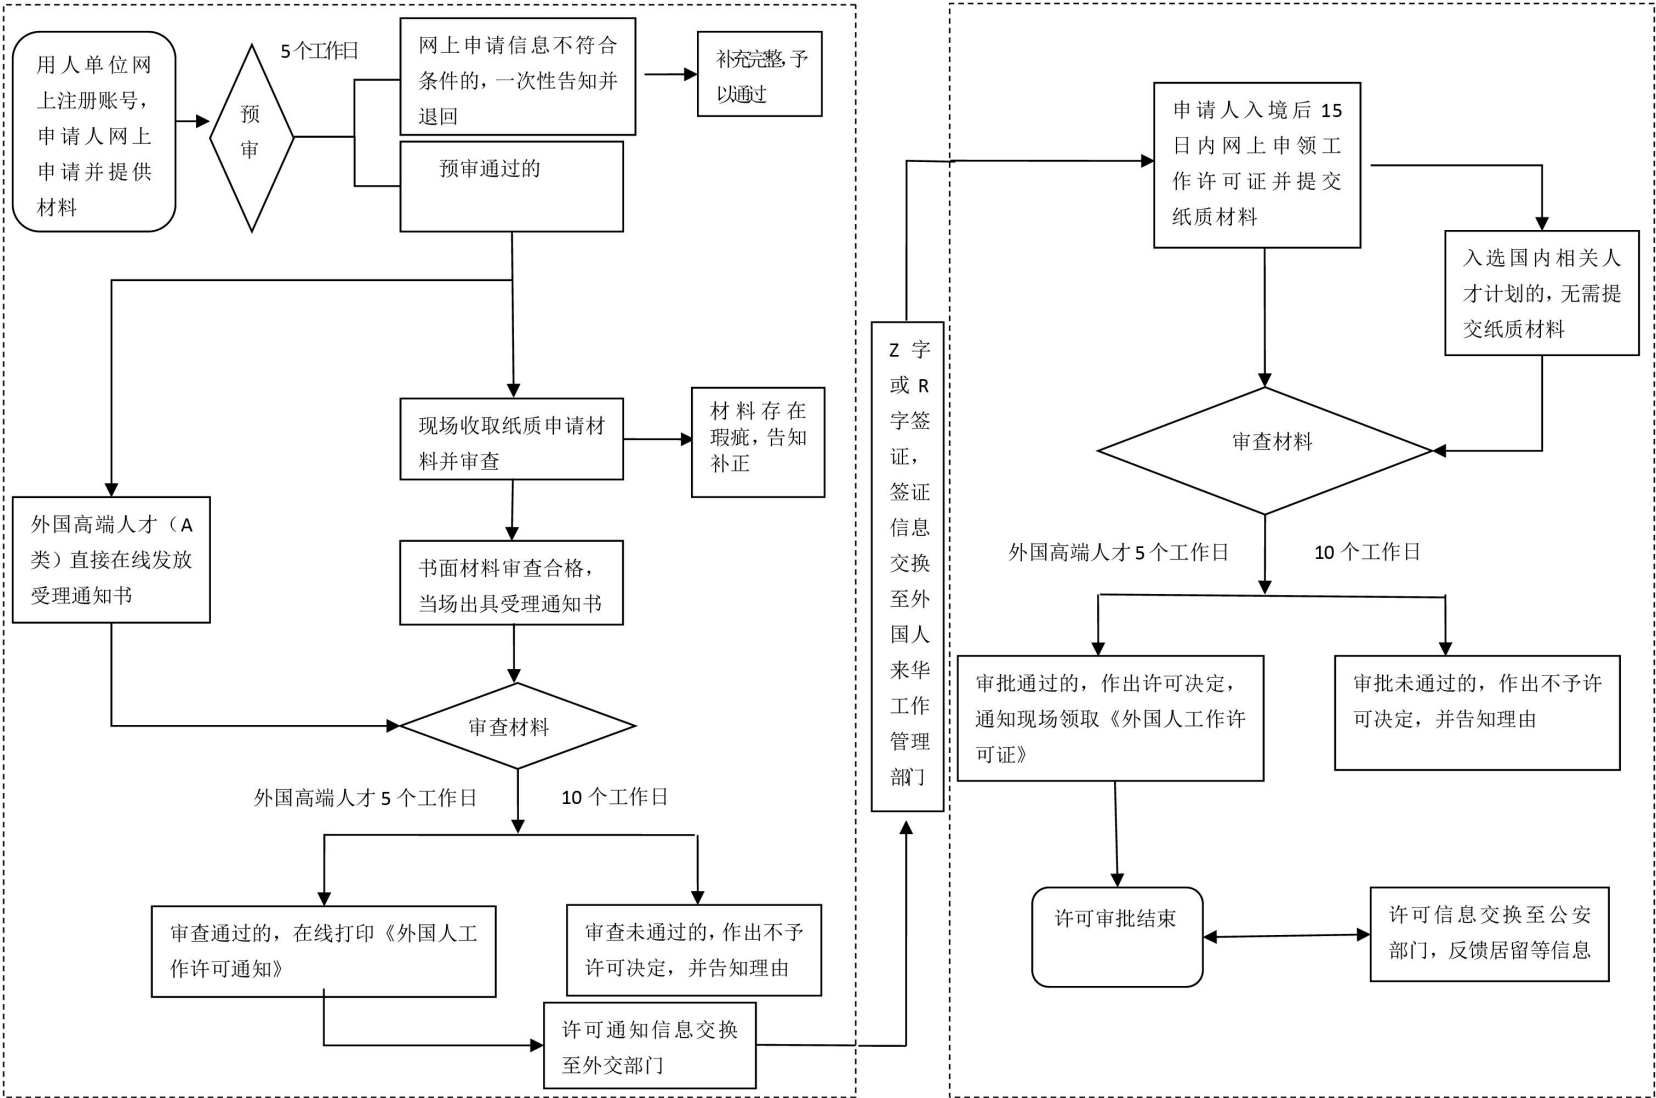 用人单位网
上注册账号，
申请人网上
申请并提供
材料
预
审
5个工作日
网上申请信息不符合
条件的，一次性告知并
退回
补充完整，予
以通过
预审通过的
现场收取纸质申请材
料并审查
材料存在
瑕疵，告知
补正
外国高端人才（A
类）直接在线发放
受理通知书
书面材料审查合格，
当场出具受理通知书
审查材料
外国高端人才5个工作日
10个工作日
审查通过的，在线打印《外国人工
作许可通知》
审查未通过的，作出不予
许可决定，并告知理由
许可通知信息交换
至外交部门
Z字
或R
字签
证，
签证
信息
交换
至外
国人
来华
工作
管理
部门
申请人入境后15
日内网上申领工
作许可证并提交
纸质材料
入选国内相关人
才计划的，无需提
交纸质材料
审查材料
外国高端人才5个工作日
10个工作日
审批通过的，作出许可决定，
通知现场领取《外国人工作许
可证》
审批未通过的，作出不予许
可决定，并告知理由
许可审批结束
许可信息交换至公安
部门，反馈居留等信息